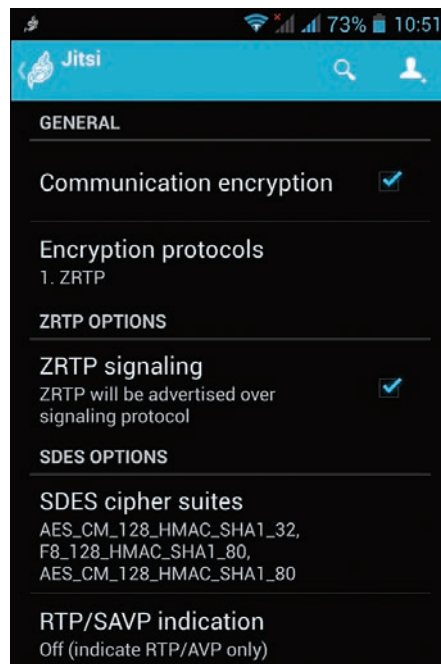 73% 10:51
Jitsi
GENERAL
Communication encryption
Encryption protocols
1. ZRTP
ZRTP OPTIONS
ZRTP signaling
ZRTP will be advertised over
signaling protocol
SDES OPTIONS
SDES cipher suites
AES_CM_128_HMAC_SHA1_32,
F8_128_HMAC_SHA1_80,
AES_CM_128_HMAC_SHA1_80
RTP/SAVP indication
Off (indicate RTP/AVP only)